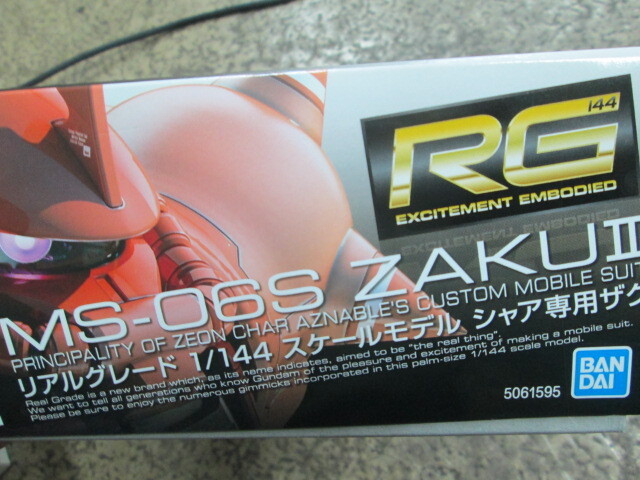 144
RG
EXCITEMENT EMBODIED
MS-06S ZAKUII
PRINCIPALITY OF ZEON CHAR AZNABLE'S CUSTOM MOBILE SUIT
リアルグレード 1/144 スケールモデル シャア専用ザク
Real Grade is a new brand which, as its name indicates, aimed to be "the real thing".
We want to tell all generations who know Gundam of the pleasure and excitement of making a mobile suit.
Please be sure to enjoy the numerous gimmicks incorporated in this palm-size 1/144 scale model.
5061595
BAN
DAI